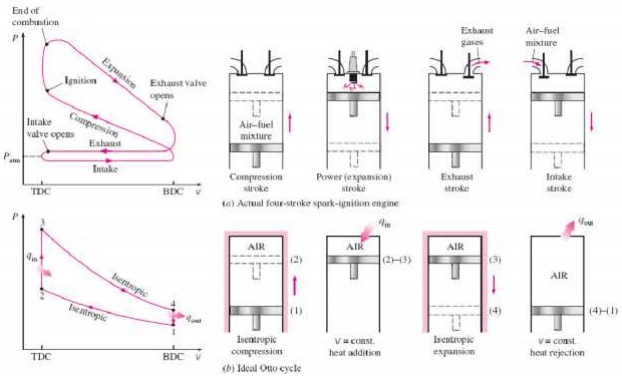 End of
combustion
P
Ignition
Expansion
Exhaust valve
opens
Intake
valve opens
Compression
Exhaust
Patm
Intake
TDC
BDC
v
Exhaust
gases
Air–fuel
mixture
Air–fuel
mixture
Compression
stroke
Power (expansion)
stroke
Exhaust
stroke
Intake
stroke
(a) Actual four-stroke spark-ignition engine
P
3
qin
Isentropic
2
Isentropic
4
qout
1
TDC
BDC
v
AIR
(2)
(1)
Isentropic
compression
qin
AIR
(2)–(3)
v = const.
heat addition
AIR
(3)
(4)
Isentropic
expansion
qout
AIR
(4)–(1)
v = const.
heat rejection
(b) Ideal Otto cycle